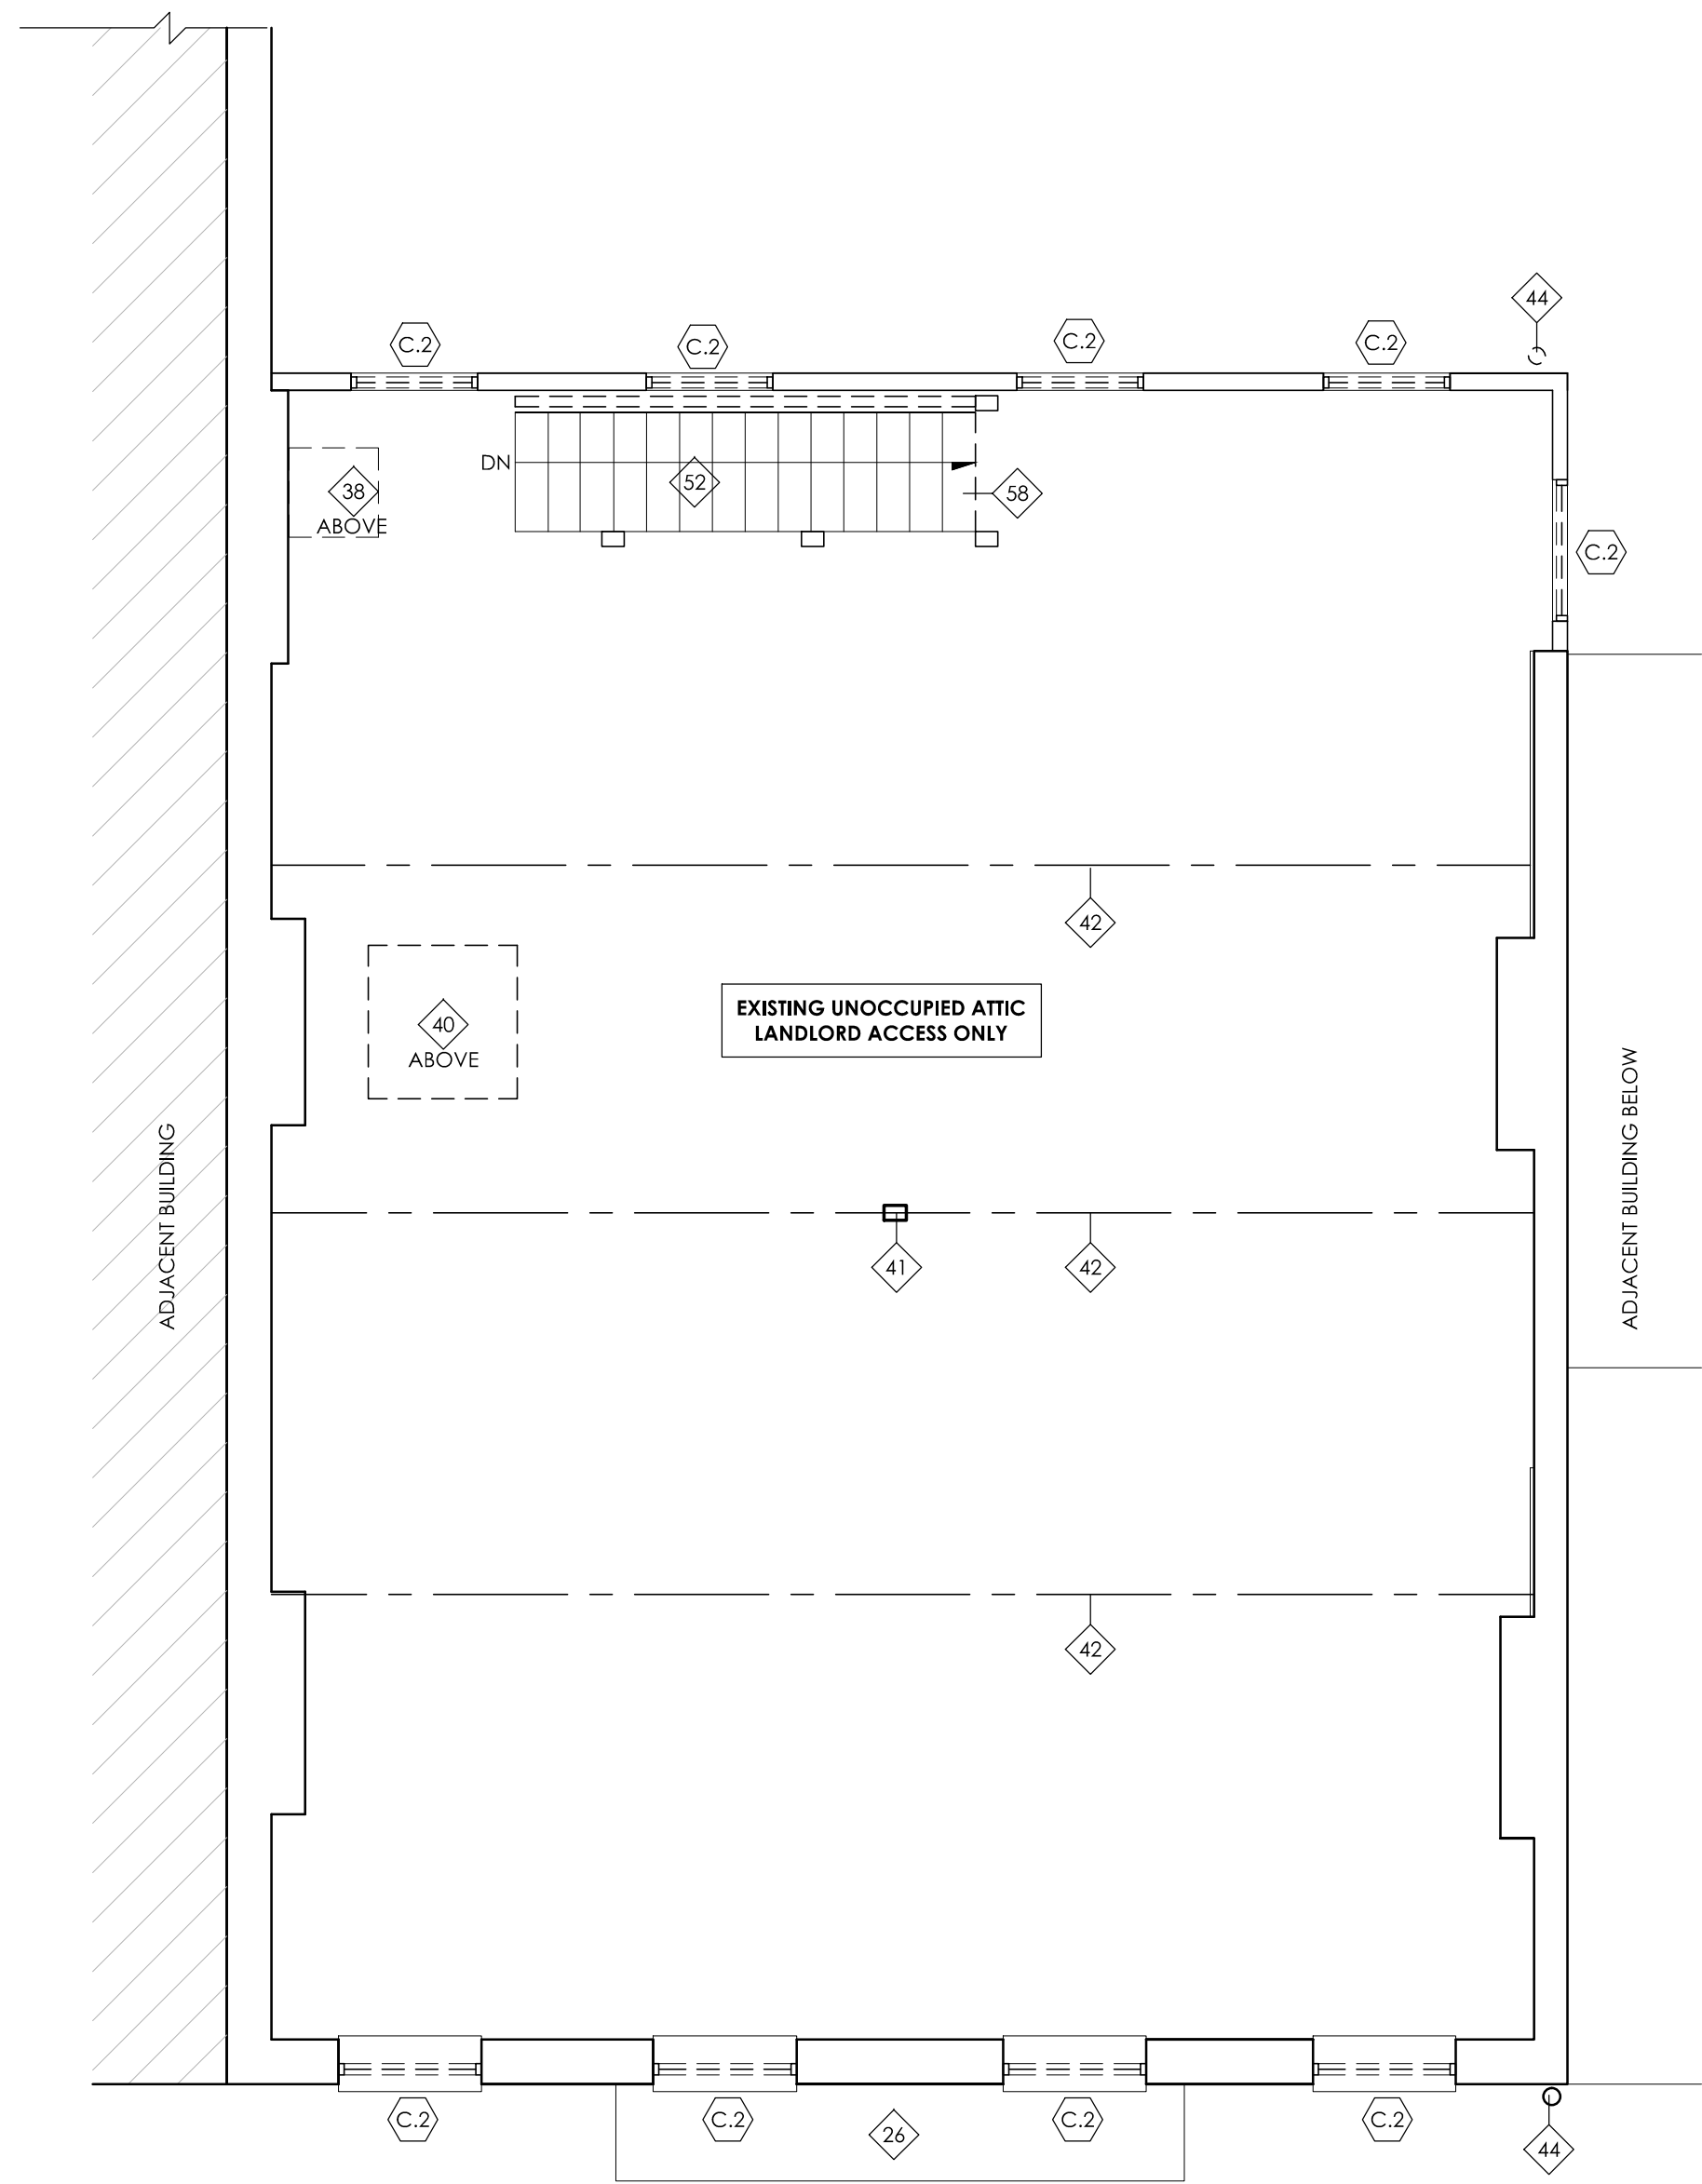 44
C.2
C.2
C.2
C.2
DN
52
38
ABOVE
58
C.2
42
EXISTING UNOCCUPIED ATTIC
LANDLORD ACCESS ONLY
40
ABOVE
ADJACENT BUILDING
ADJACENT BUILDING BELOW
41
42
42
C.2
C.2
C.2
C.2
26
44